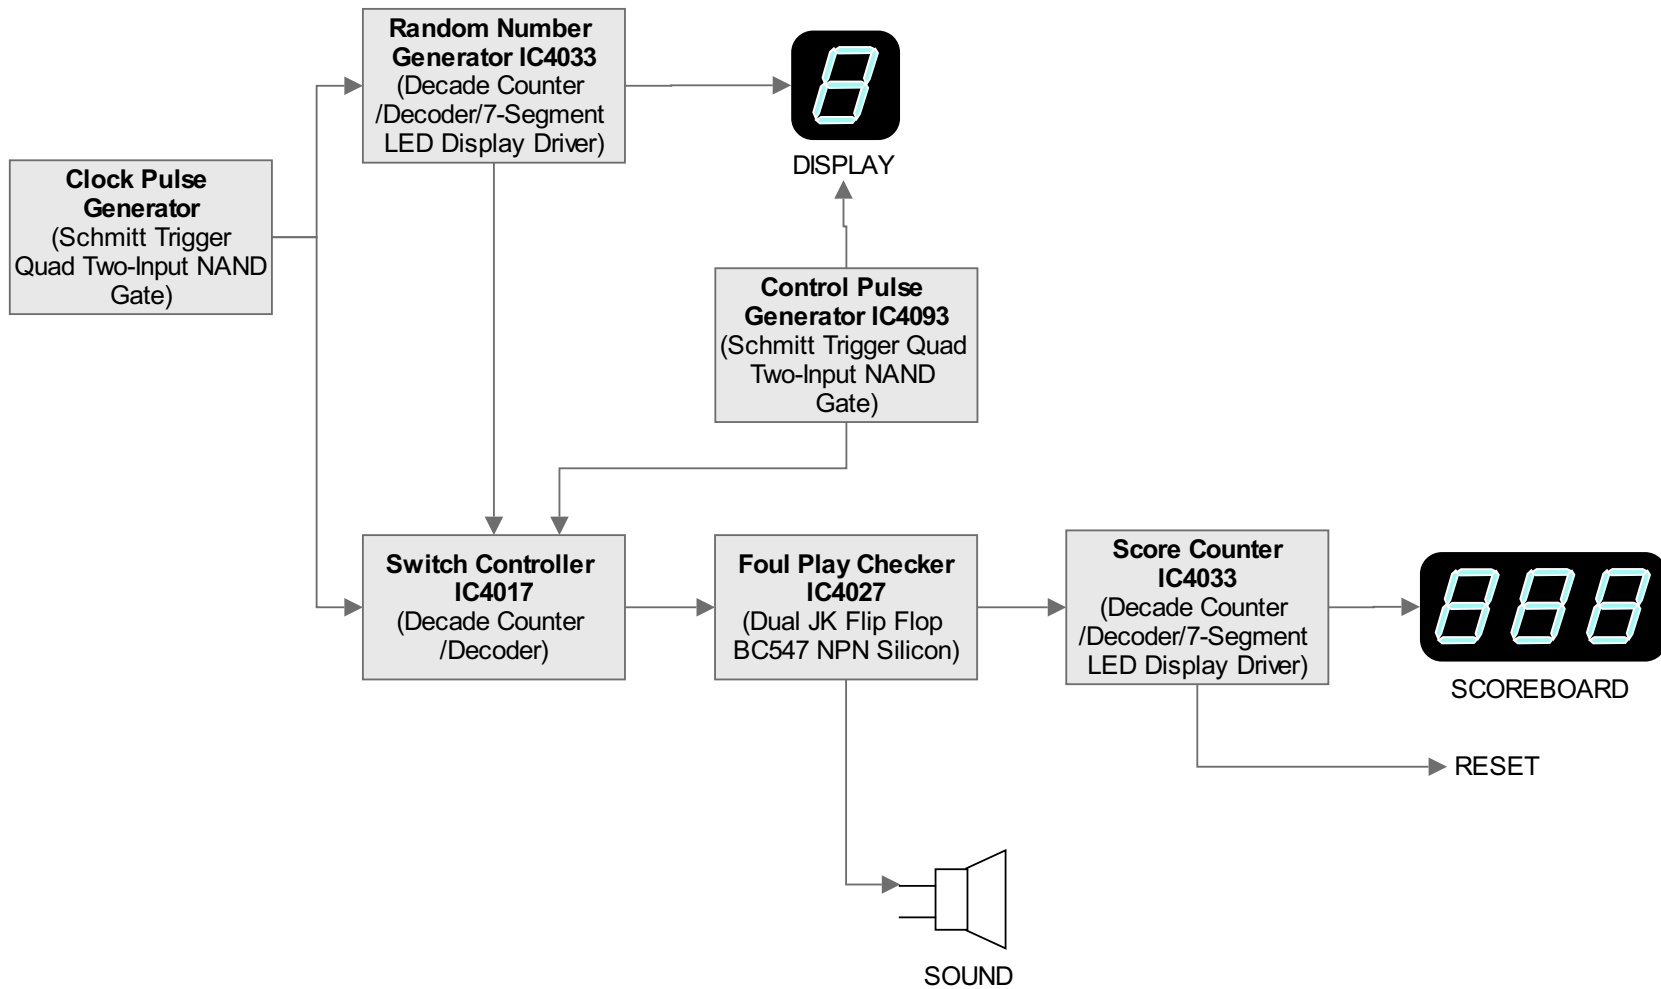 Random Number
Generator IC4033
(Decade Counter
/Decoder/7-Segment
LED Display Driver)
DISPLAY
Clock Pulse
Generator
(Schmitt Trigger
Quad Two-Input NAND
Gate)
Control Pulse
Generator IC4093
(Schmitt Trigger Quad
Two-Input NAND
Gate)
Switch Controller
IC4017
(Decade Counter
/Decoder)
Foul Play Checker
IC4027
(Dual JK Flip Flop
BC547 NPN Silicon)
Score Counter
IC4033
(Decade Counter
/Decoder/7-Segment
LED Display Driver)
8
888
SCOREBOARD
RESET
SOUND